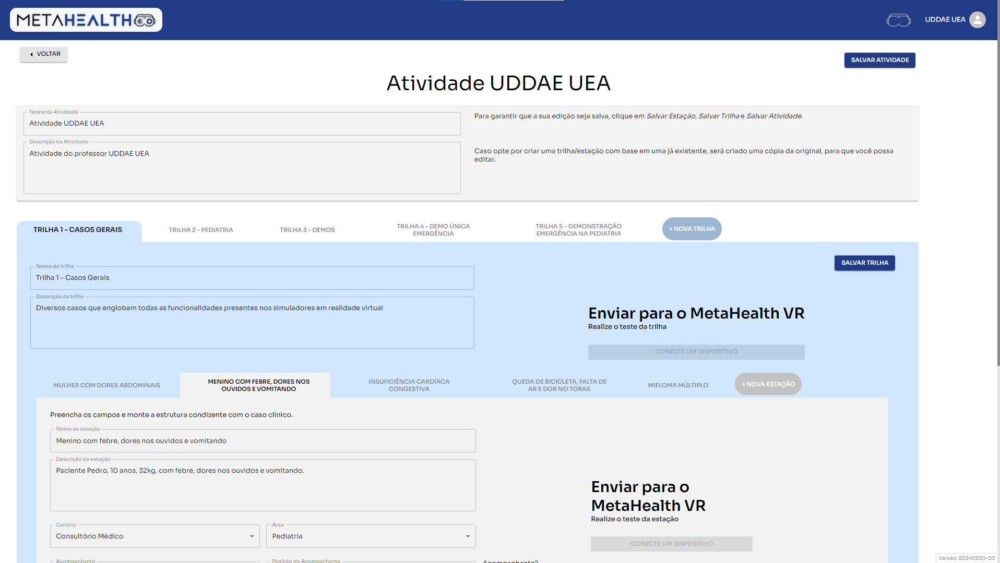 METAHEALTH
UDDAE UEA
VOLTAR
SALVAR ATIVIDADE
Atividade UDDAE UEA
Nome da Atividade
Atividade UDDAE UEA
Descrição da Atividade
Atividade do professor UDDAE UEA
Para garantir que a sua edição seja salva, clique em Salvar Estação, Salvar Trilha e Salvar Atividade.
Caso opte por criar uma trilha/estação com base em uma já existente, será criado uma cópia da original, para que você possa
editar.
TRILHA 1 - CASOS GERAIS
TRILHA 2 - PEDIATRIA
TRILHA 3 - DEMOS
TRILHA 4 - DEMO ÚNICA
EMERGÊNCIA
TRILHA 5 - DEMONSTRAÇÃO
EMERGÊNCIA NA PEDIATRIA
+ NOVA TRILHA
SALVAR TRILHA
Nome da trilha
Trilha 1 - Casos Gerais
Descrição da trilha
Diversos casos que englobam todas as funcionalidades presentes nos simuladores em realidade virtual
Enviar para o MetaHealth VR
Realize o teste da trilha
CONECTE UM DISPOSITIVO
MULHER COM DORES ABDOMINAIS
MENINO COM FEBRE, DORES NOS
OUVIDOS E VOMITANDO
INSUFICIÊNCIA CARDÍACA
CONGESTIVA
QUEDA DE BICICLETA, FALTA DE
AR E DOR NO TORAX
MIELOMA MÚLTIPLO
+ NOVA ESTAÇÃO
Preencha os campos e monte a estrutura condizente com o caso clínico.
Nome da estação
Menino com febre, dores nos ouvidos e vomitando
Descrição da estação
Paciente Pedro, 10 anos, 32kg, com febre, dores nos ouvidos e vomitando.
Enviar para o
MetaHealth VR
Realize o teste da estação
CONECTE UM DISPOSITIVO
Cenário
Consultório Médico
Área
Pediatria
Acompanhante
Posição do Acompanhante
Acompanhante?
Versão: 20240930-03